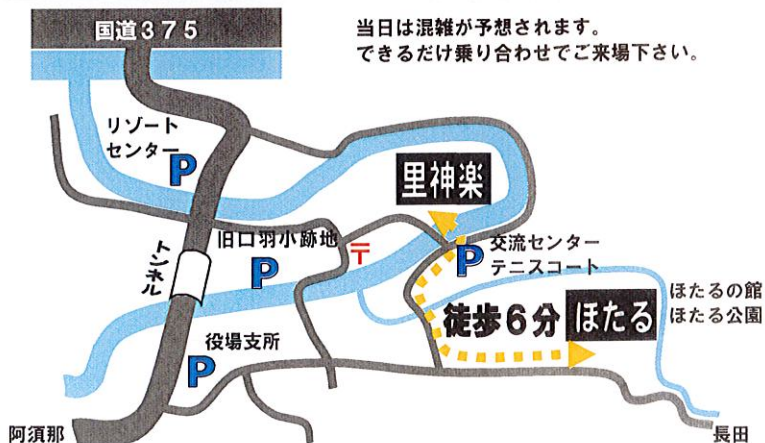 国道375
当日は混雑が予想されます。
できるだけ乗り合わせでご来場下さい。
リゾート
センター
P
里神楽
トンネル
旧口羽小跡地
P
〒
P
交流センター
テニスコート
ほたるの館
ほたる公園
徒歩6分
ほたる
役場支所
P
阿須那
長田